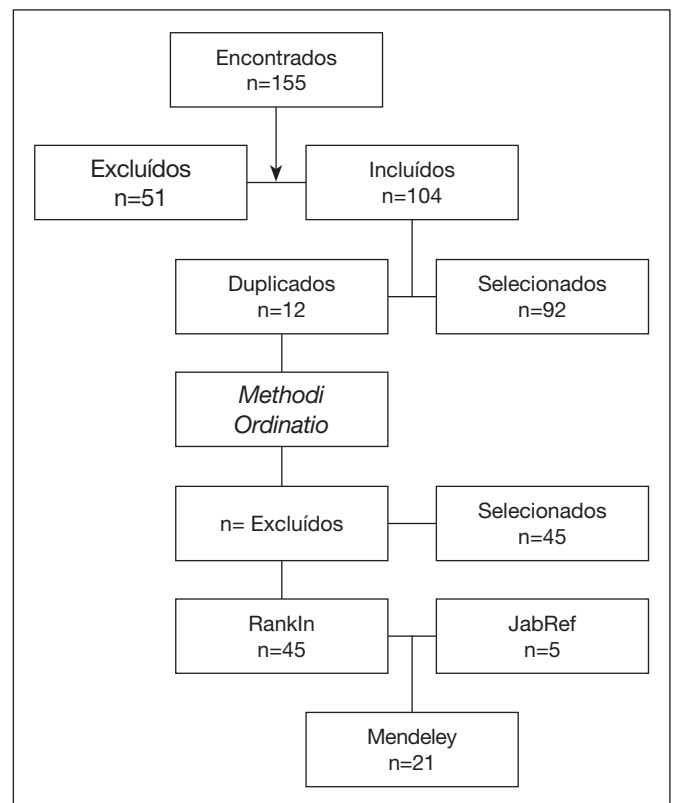 Encontrados
n=155
Excluídos
n=51
Incluídos
n=104
Duplicados
n=12
Selecionados
n=92
Methodi
Ordinatio
n= Excluídos
Selecionados
n=45
RankIn
n=45
JabRef
n=5
Mendeley
n=21